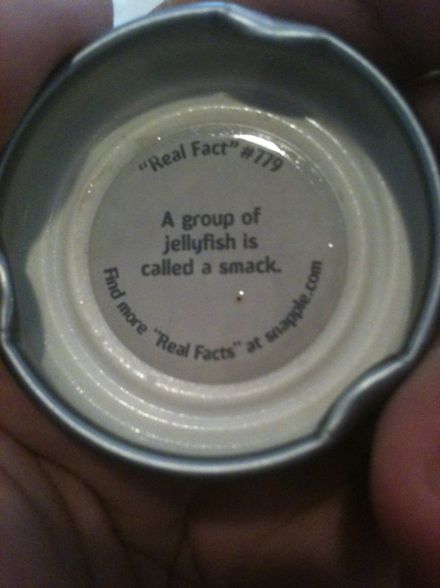 "Real Fact" #779
A group of
jellyfish is
called a smack.
Find more "Real Facts" at snapple.com